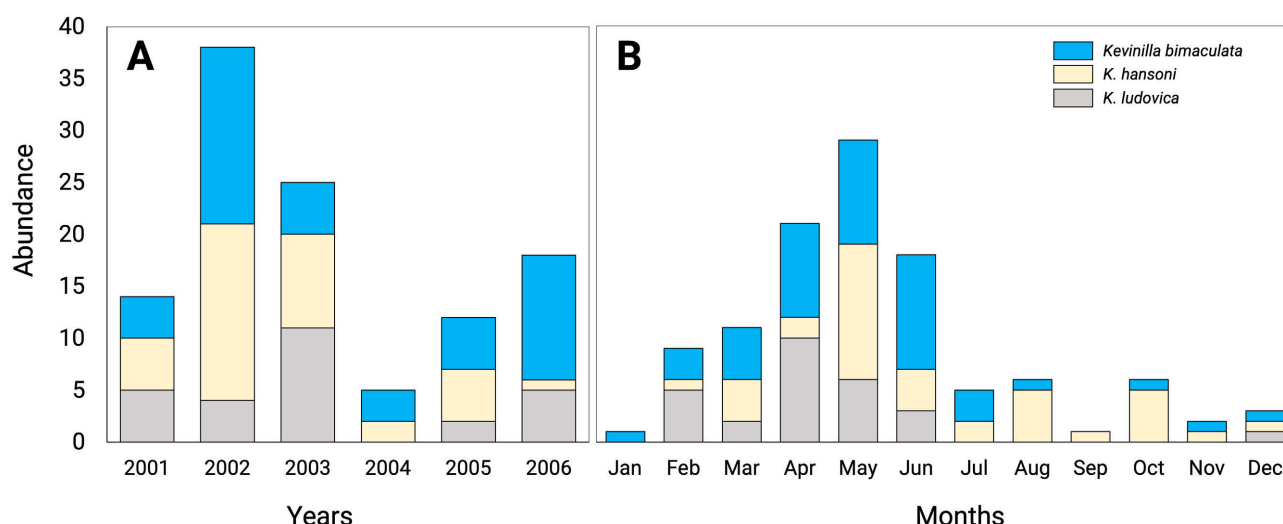 A
B
Kevinilla bimaculata
K. hansoni
K. ludovica
Abundance
40
35
30
25
20
15
10
5
0
2001 2002 2003 2004 2005 2006
Jan Feb Mar Apr May Jun Jul Aug Sep Oct Nov Dec
Years
Months